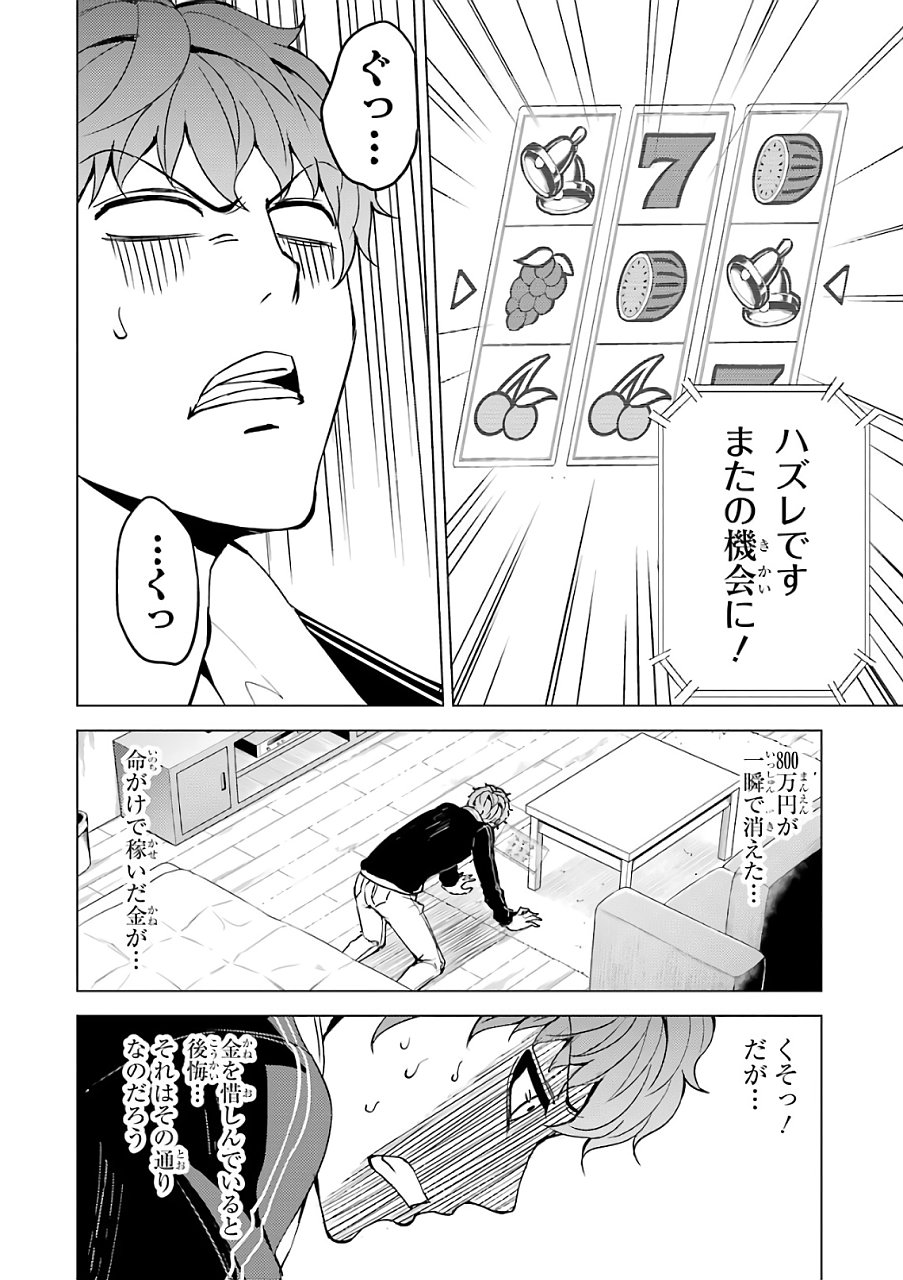 ハズレです
またの機会に！
ぐっ…
…くっ
800万円が
一瞬で消えた…
命がけで稼いだ金が…
くそっ！
だが…
金を惜しんでいると
後悔…
それはその通り
なのだろう